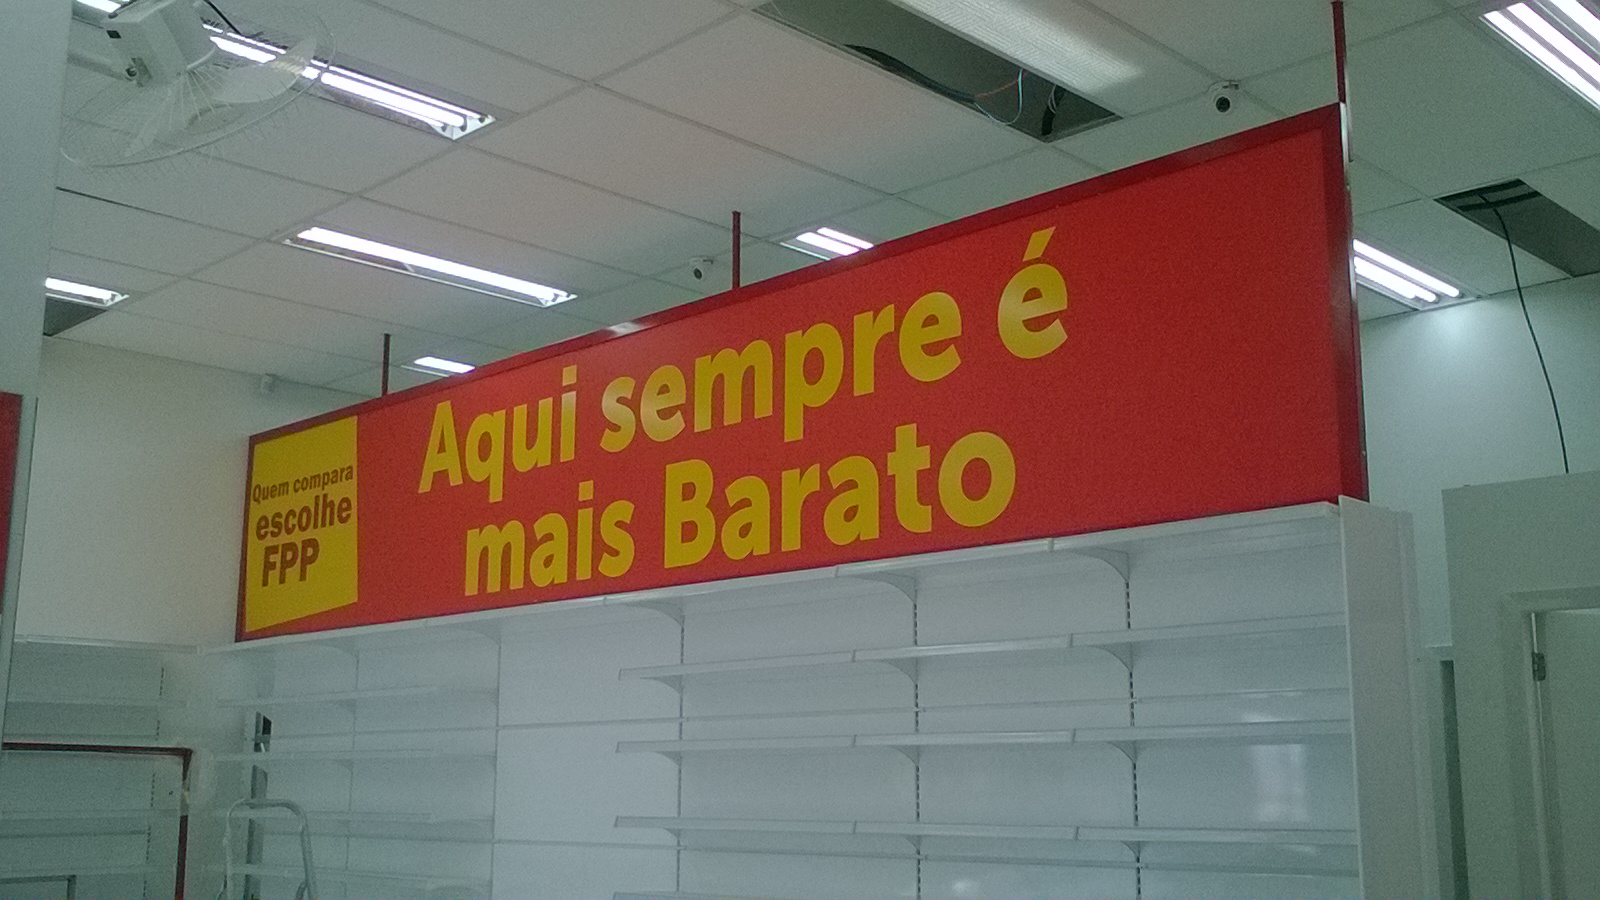 Quem compara
escolhe
FPP
Aqui sempre é
mais Barato